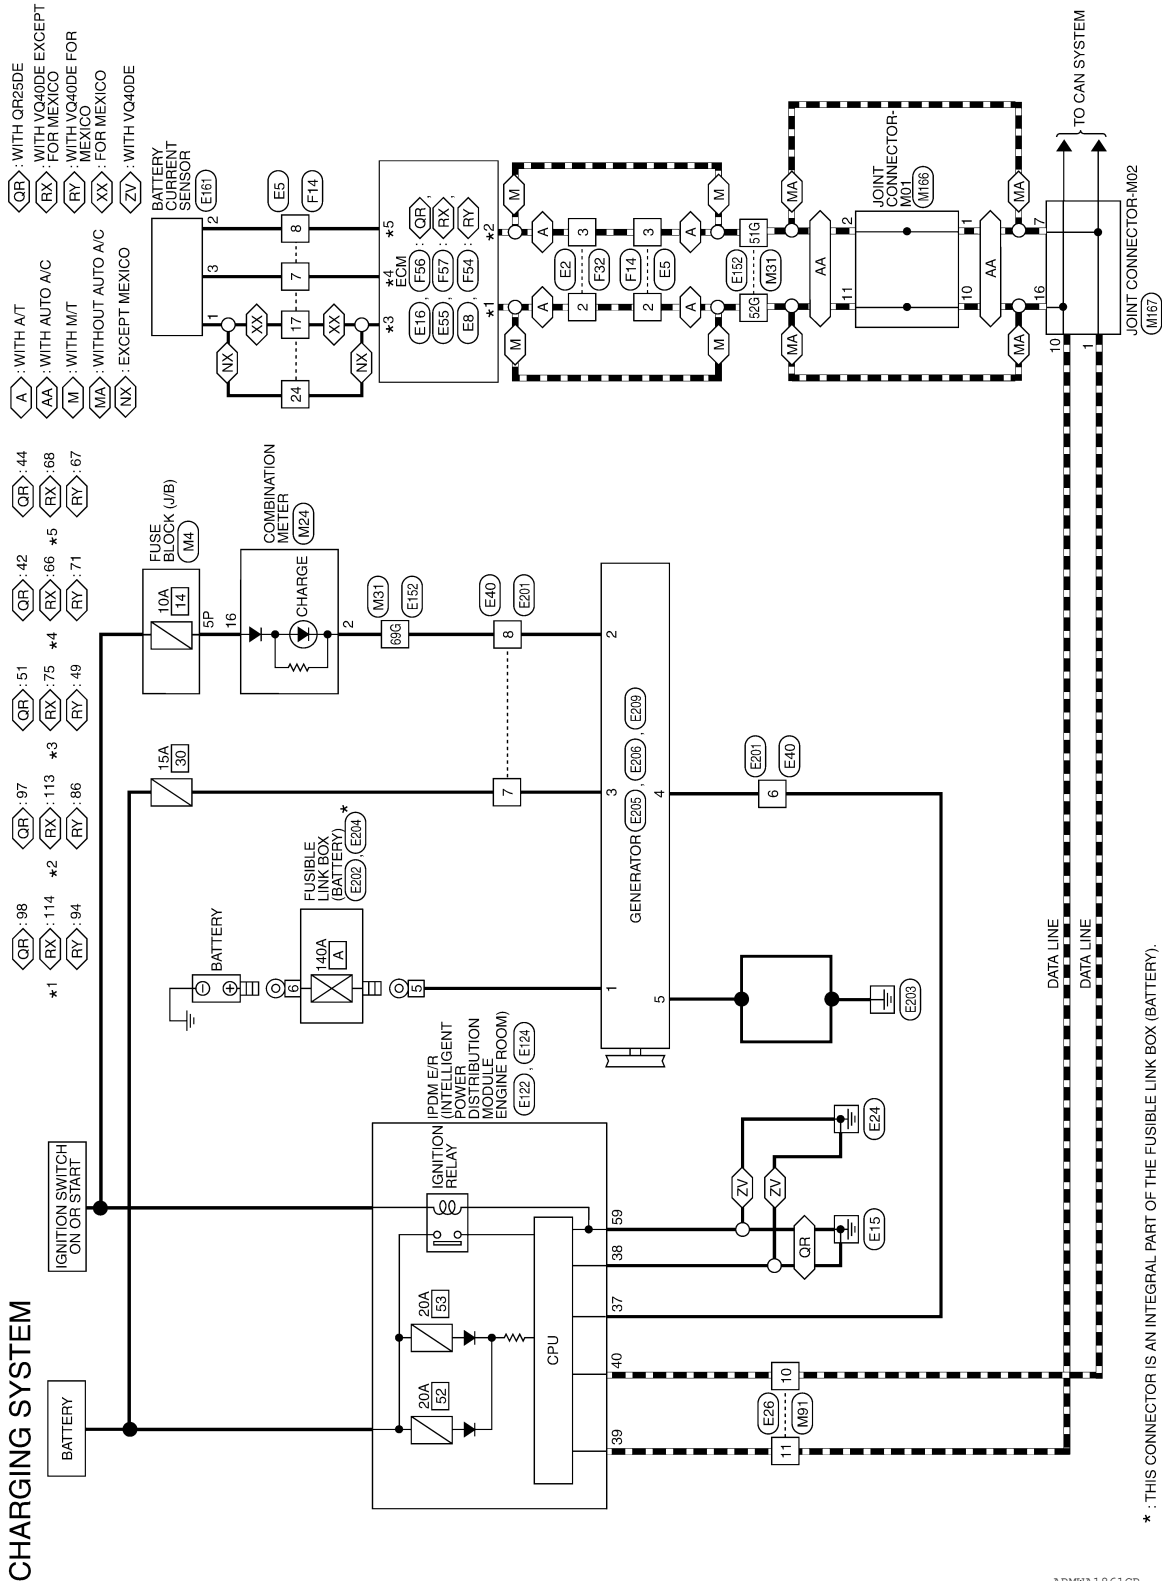 CHARGING SYSTEM
BATTERY
IGNITION SWITCH
ON OR START
QR : 98
*1 RX : 114
RY : 94
QR : 97
*2 RX : 113
RY : 86
QR : 51
*3 RX : 75
RY : 49
QR : 42
*4 RX : 66
RY : 71
QR : 44
*5 RX : 68
RY : 67
A : WITH A/T
AA : WITH AUTO A/C
M : WITH M/T
MA : WITHOUT AUTO A/C
NX : EXCEPT MEXICO
QR : WITH QR25DE
RX : WITH VQ40DE EXCEPT
FOR MEXICO
RY : WITH VQ40DE FOR
MEXICO
XX : FOR MEXICO
ZV : WITH VQ40DE
20A
52
20A
53
IGNITION
RELAY
CPU
IPDM E/R
(INTELLIGENT
POWER
DISTRIBUTION
MODULE
ENGINE ROOM)
E122 , E124
39
40
37
38
59
ZV
ZV
QR
E15
E24
11
10
E26
M91
BATTERY
6
140A
A
5
FUSIBLE
LINK BOX
(BATTERY) *
E202 , E204
15A
30
7
10A
14
FUSE
BLOCK (J/B)
M4
5P
16
CHARGE
COMBINATION
METER
M24
2
69G
M31
E152
8
E40
E201
1
3
2
GENERATOR E205 , E206 , E209
5
4
E203
6
E201
E40
BATTERY
CURRENT
SENSOR
E161
1
3
2
NX
XX
24
17
7
8
E5
F14
NX
XX
*3
*4
*5
ECM
E16 , F56 : QR ,
E55 , F57 : RX ,
E8 , F54 : RY
*1
*2
M
A
A
M
2
3
E2
F32
2
3
F14
E5
M
A
A
M
52G
51G
E152
M31
MA
AA
MA
11
2
JOINT
CONNECTOR-
M01
M166
10
1
MA
AA
MA
16
7
10
1
JOINT CONNECTOR-M02
M167
TO CAN SYSTEM
DATA LINE
DATA LINE
* : THIS CONNECTOR IS AN INTEGRAL PART OF THE FUSIBLE LINK BOX (BATTERY).